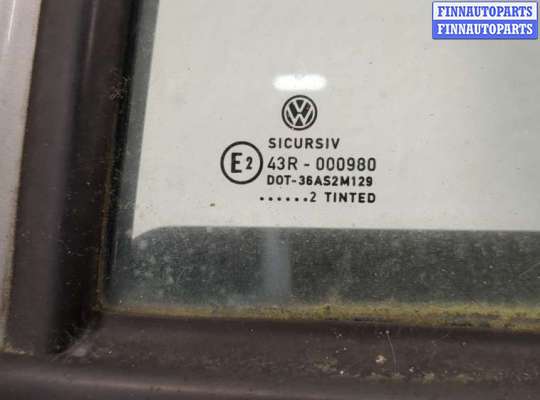 FINNAUTOPARTS
FINNAUTOPARTS
SICURSIV
E2 43R - 000980
DOT-36AS2M129
......2 TINTED